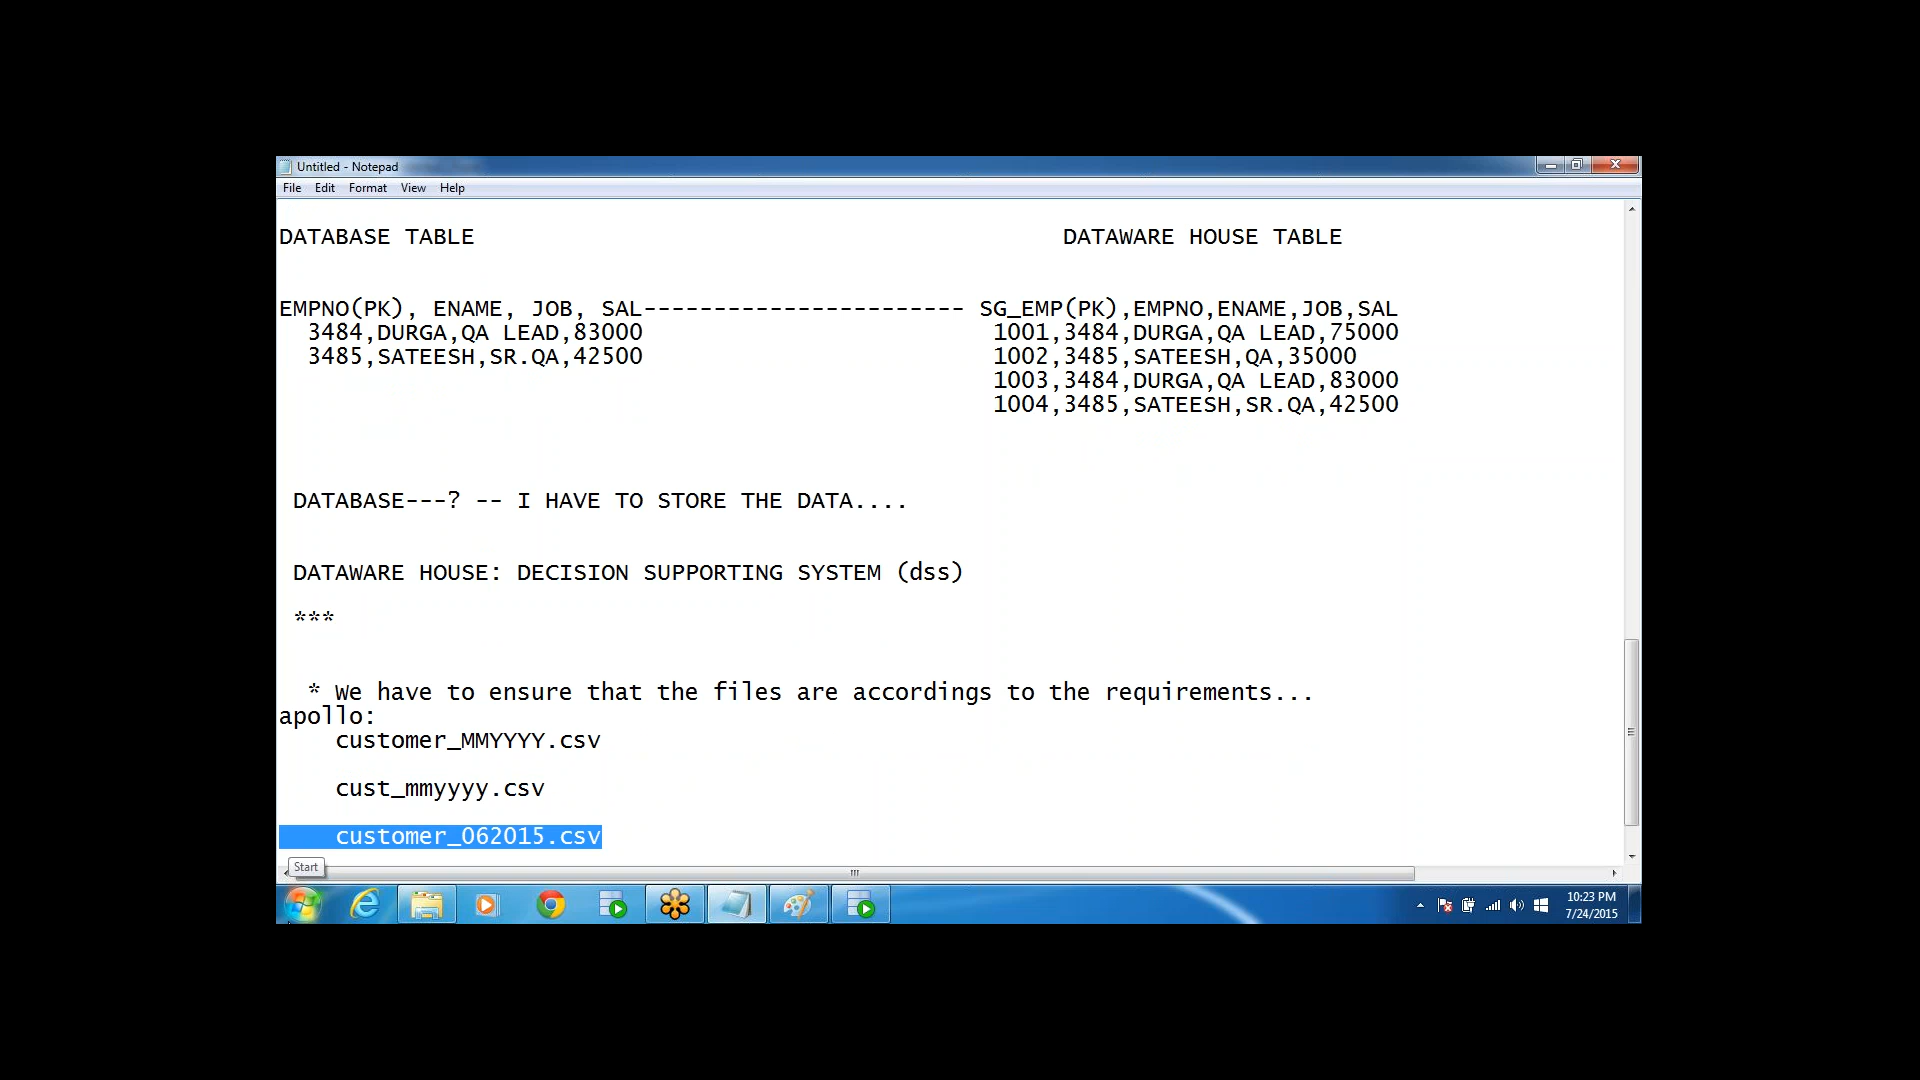 Untitled - Notepad
File Edit Format View Help
DATABASE TABLE DATAWARE HOUSE TABLE
EMPNO(PK), ENAME, JOB, SAL----------------------- SG_EMP(PK),EMPNO,ENAME,JOB,SAL
3484,DURGA,QA LEAD,83000 1001,3484,DURGA,QA LEAD,75000
3485,SATEESH,SR.QA,42500 1002,3485,SATEESH,QA,35000
1003,3484,DURGA,QA LEAD,83000
1004,3485,SATEESH,SR.QA,42500
DATABASE---? -- I HAVE TO STORE THE DATA....
DATAWARE HOUSE: DECISION SUPPORTING SYSTEM (dss)
***
* We have to ensure that the files are accordings to the requirements...
apollo:
customer_MMYYYY.csv
cust_mmyyyy.csv
customer_062015.csv
Start
10:23 PM
7/24/2015